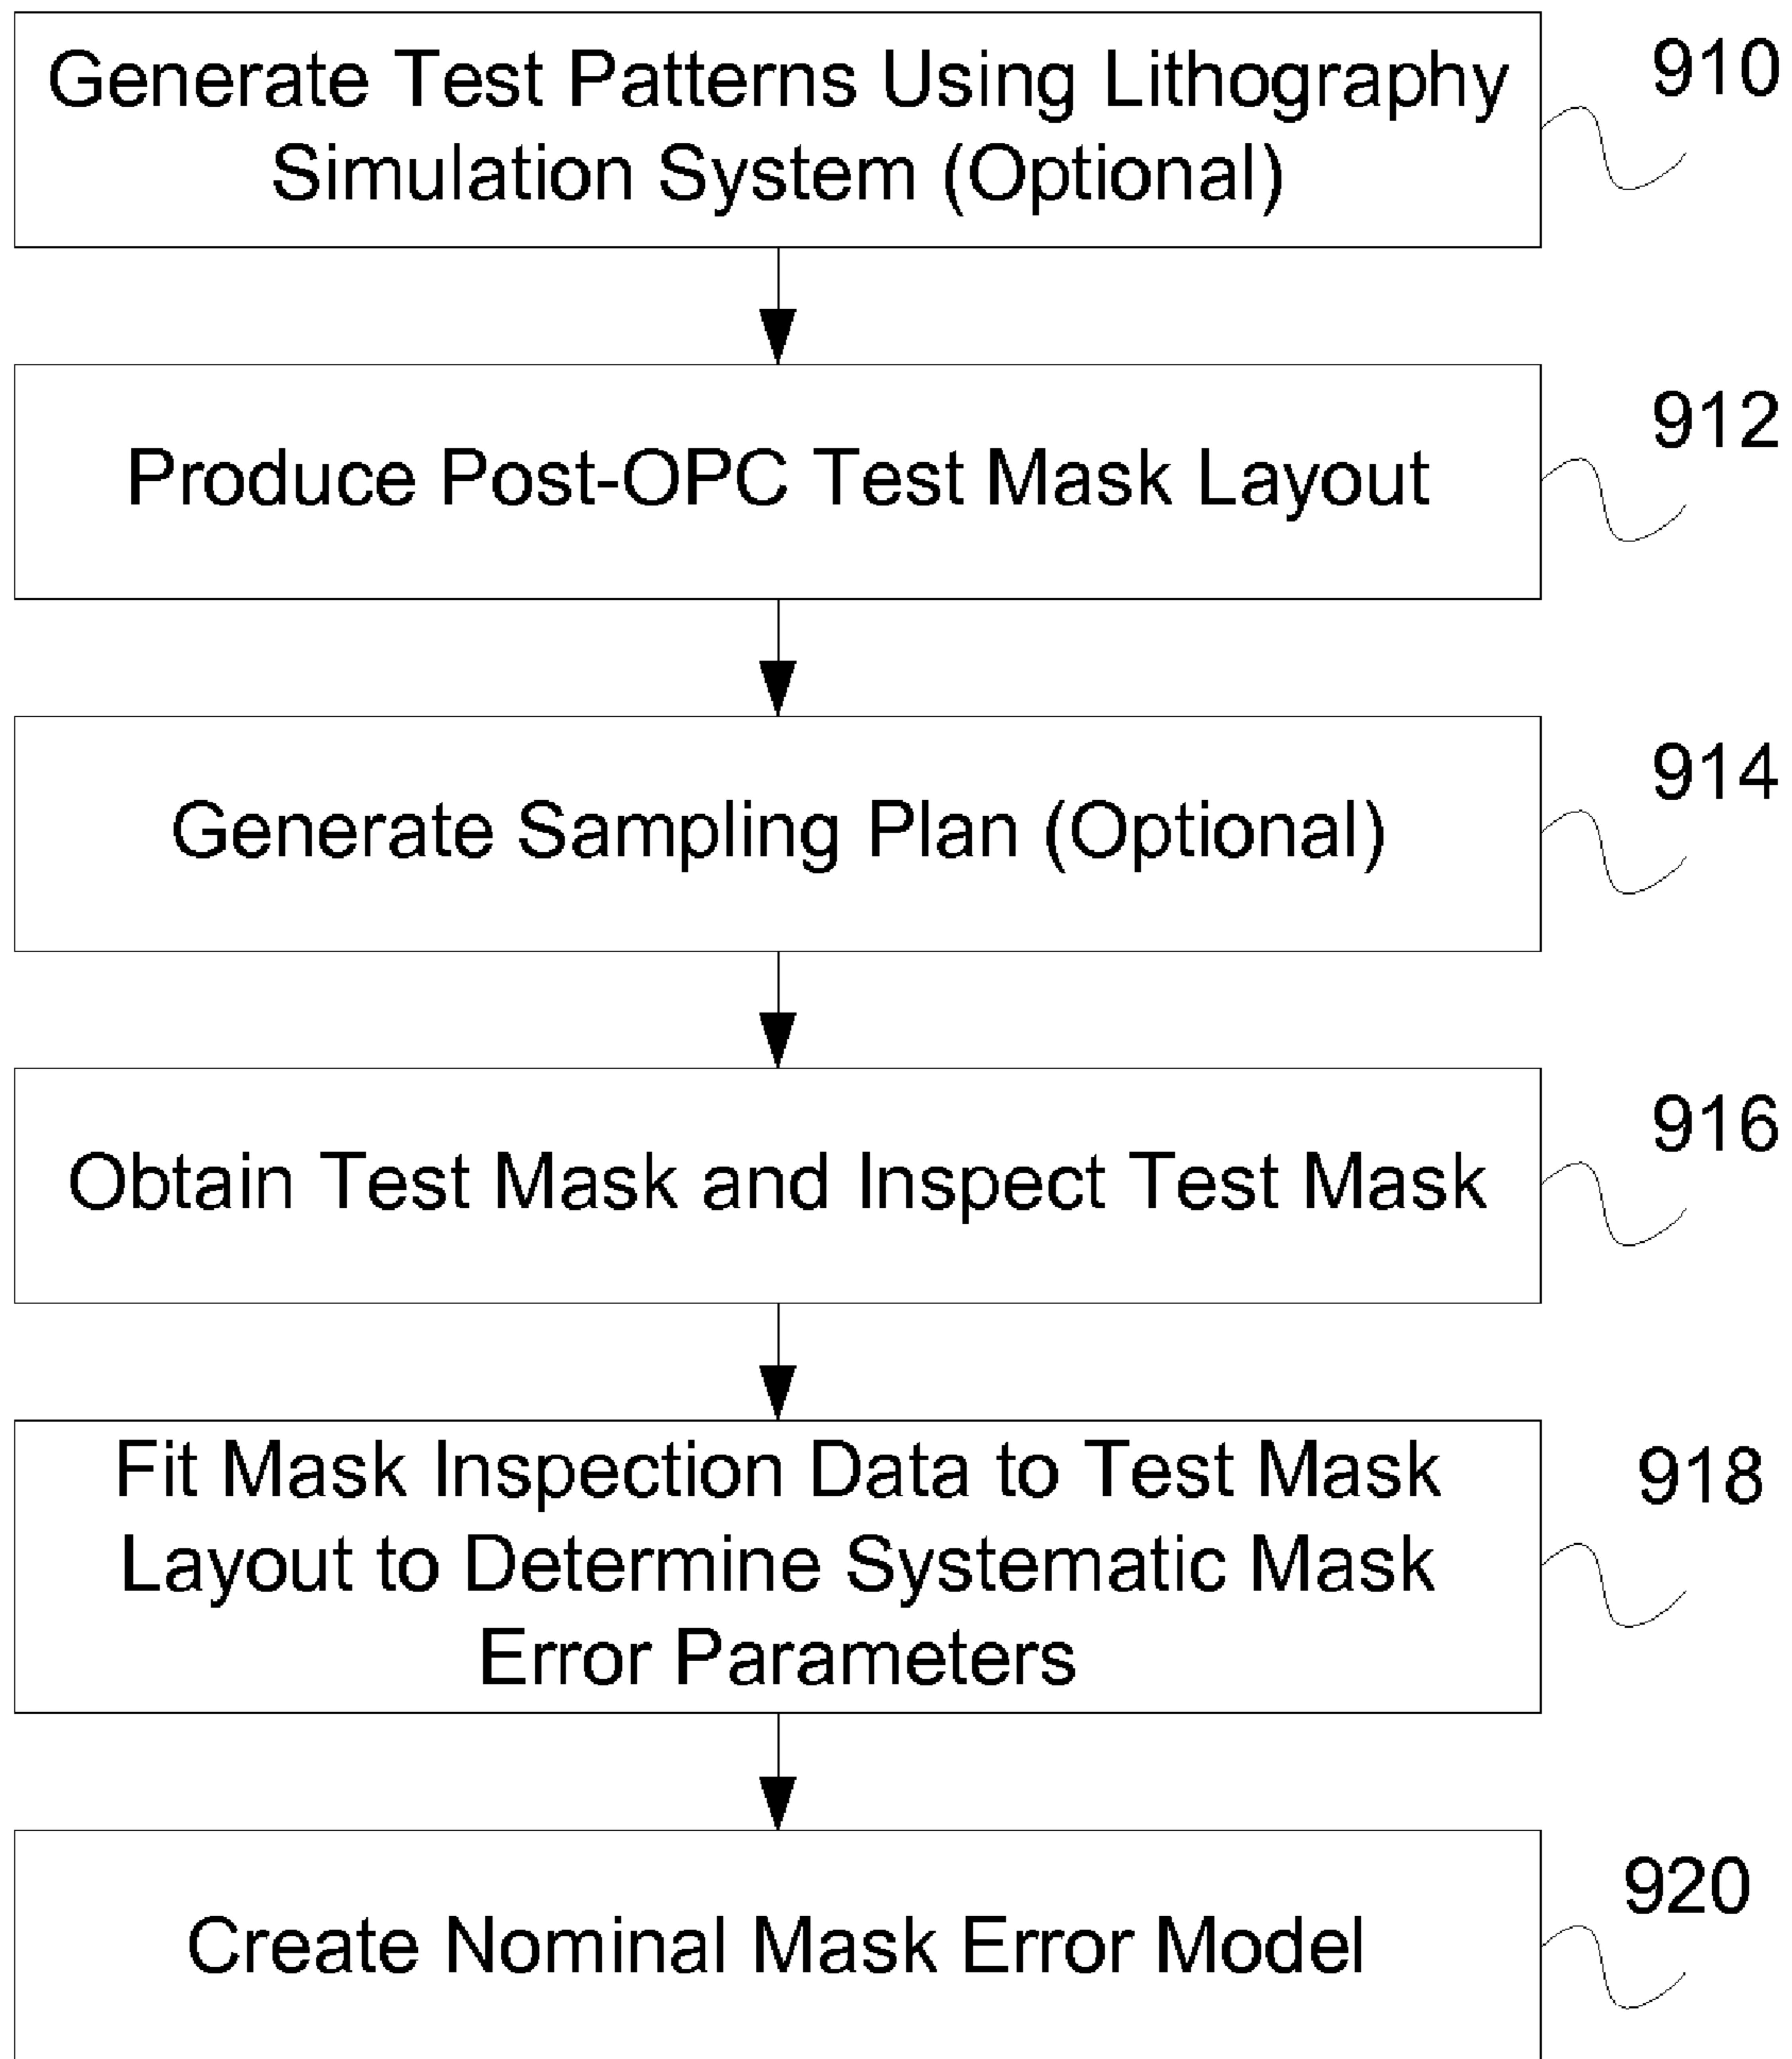 Generate Test Patterns Using Lithography
Simulation System (Optional)
910
Produce Post-OPC Test Mask Layout
912
Generate Sampling Plan (Optional)
914
Obtain Test Mask and Inspect Test Mask
916
Fit Mask Inspection Data to Test Mask
Layout to Determine Systematic Mask
Error Parameters
918
Create Nominal Mask Error Model
920